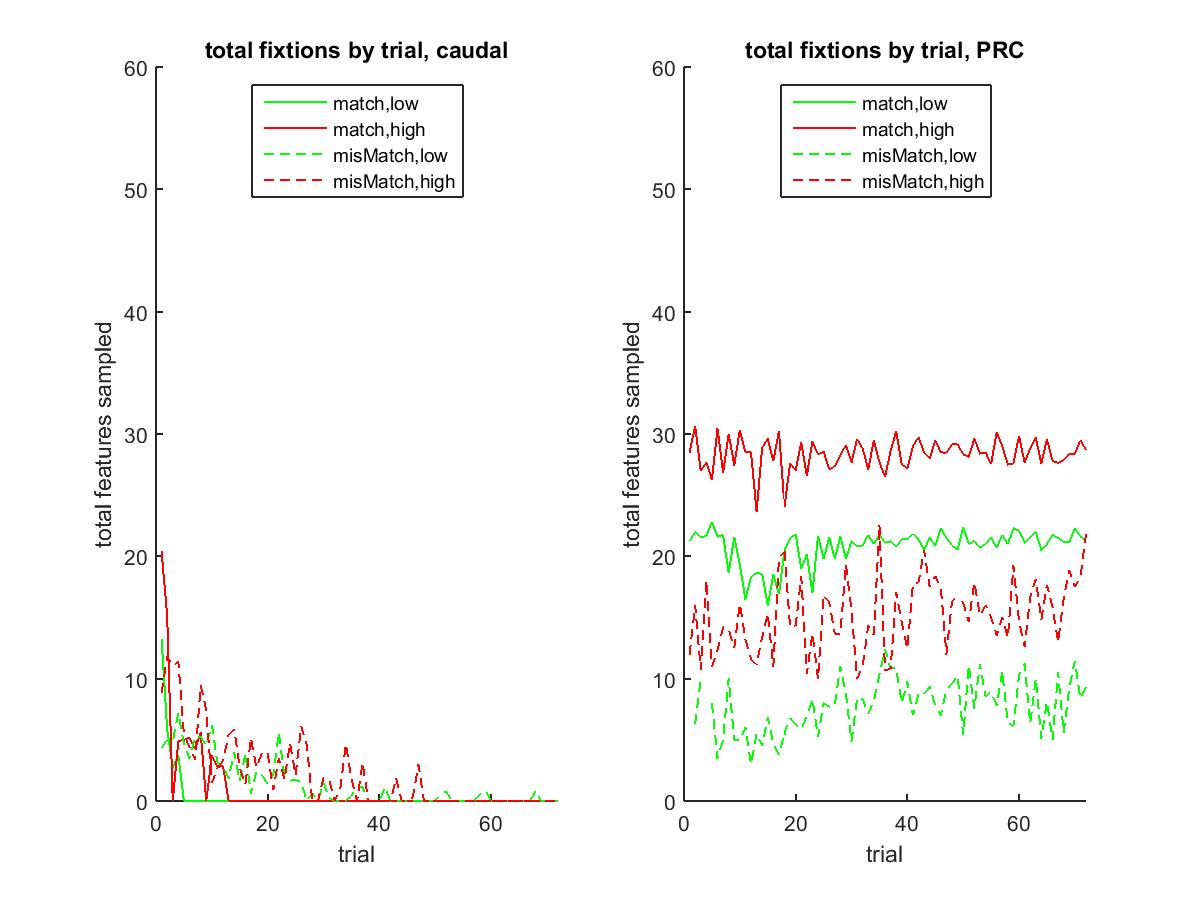 total fixtions by trial, caudal
match,low
match,high
misMatch,low
misMatch,high
60
50
40
30
20
10
0
total features sampled
0 20 40 60
trial
total fixtions by trial, PRC
match,low
match,high
misMatch,low
misMatch,high
60
50
40
30
20
10
0
total features sampled
0 20 40 60
trial